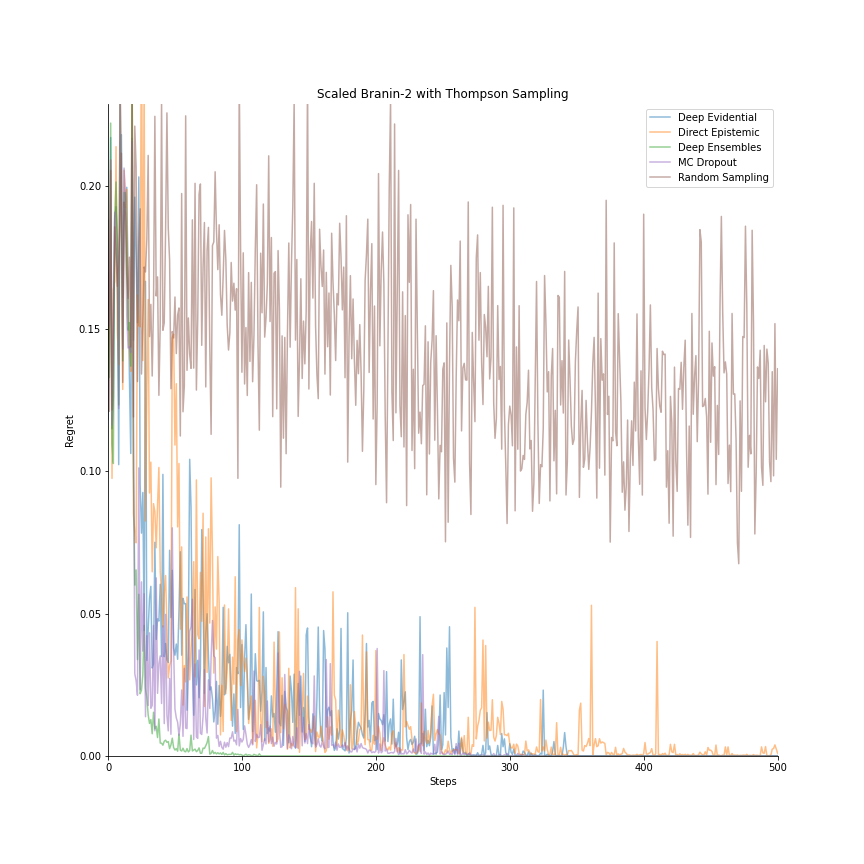 Scaled Branin-2 with Thompson Sampling
Deep Evidential
Direct Epistemic
Deep Ensembles
MC Dropout
Random Sampling
0.20
0.15
0.10
0.05
0.00
Regret
0
100
200
300
400
500
Steps